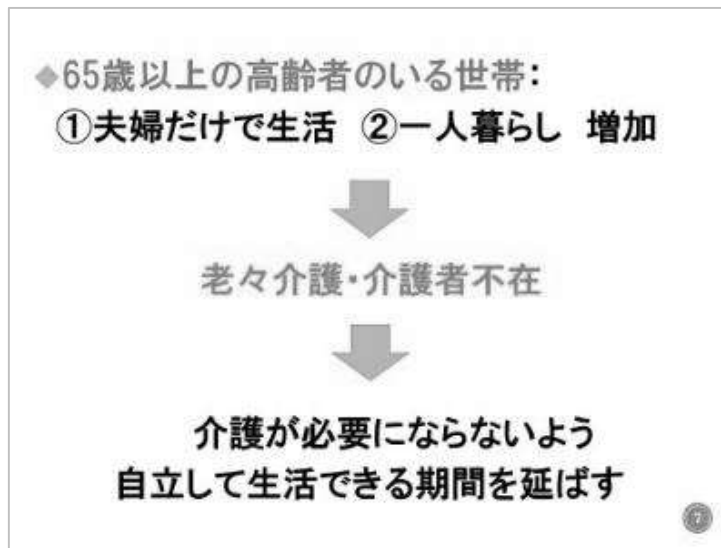 ◆65歳以上の高齢者のいる世帯：
①夫婦だけで生活　②一人暮らし　増加
老々介護・介護者不在
介護が必要にならないよう
自立して生活できる期間を延ばす
7